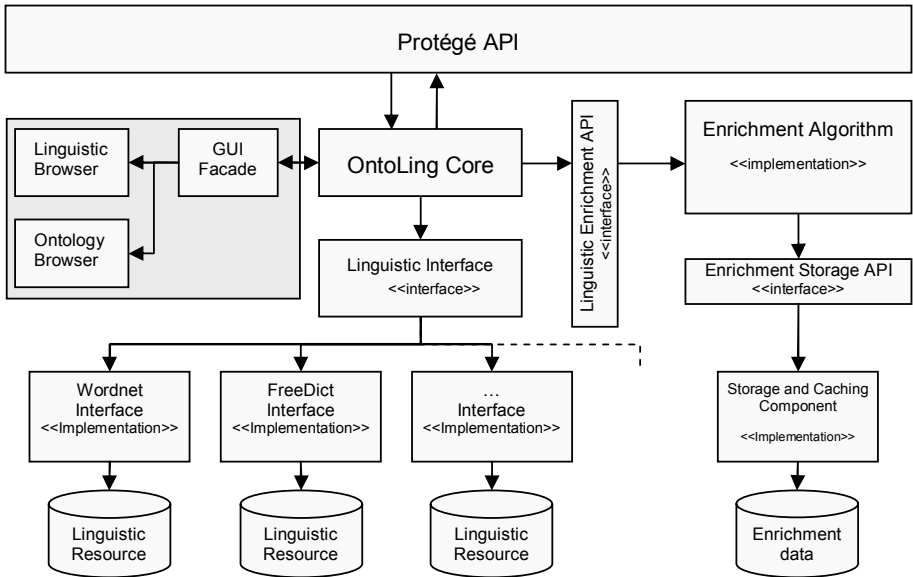 Protégé API
Linguistic
Browser
GUI
Facade
OntoLing Core
Linguistic Enrichment API
<<interface>>
Enrichment Algorithm
<<implementation>>
Ontology
Browser
Linguistic Interface
<<interface>>
Enrichment Storage API
<<interface>>
Wordnet
Interface
<<Implementation>>
FreeDict
Interface
<<Implementation>>
…
Interface
<<Implementation>>
Storage and Caching
Component
<<Implementation>>
Linguistic
Resource
Linguistic
Resource
Linguistic
Resource
Enrichment
data